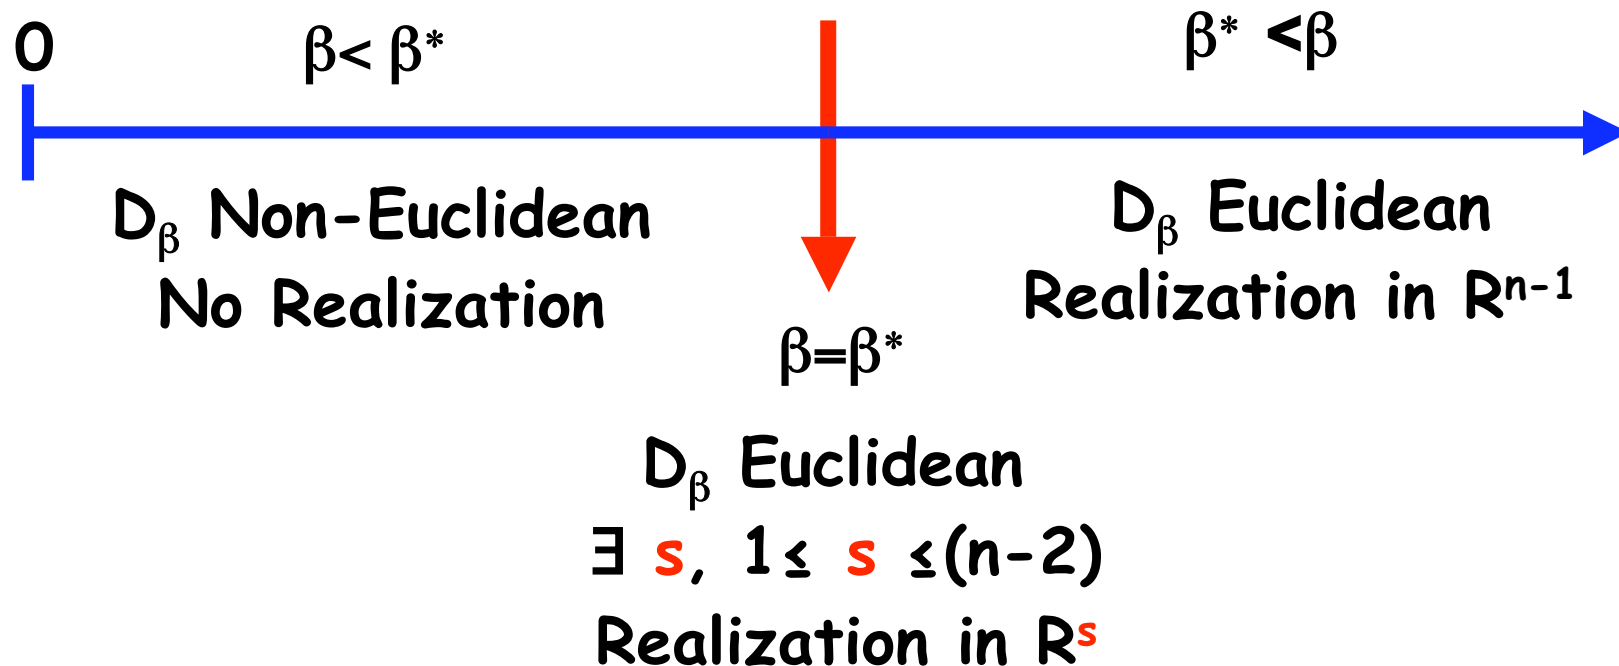 0
β< β*
β* <β
Dβ Non-Euclidean
No Realization
Dβ Euclidean
Realization in Rⁿ⁻¹
β=β*
Dβ Euclidean
∃ s, 1≤ s ≤(n-2)
Realization in Rˢ